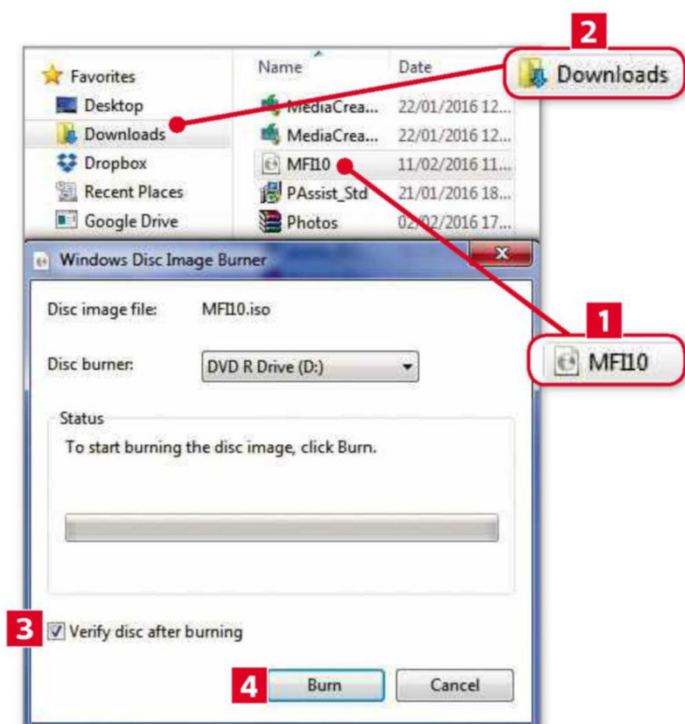 2
Downloads
Favorites
Desktop
Downloads
Dropbox
Recent Places
Google Drive
Name Date
MediaCrea... 22/01/2016 12...
MediaCrea... 22/01/2016 12...
MFI10 11/02/2016 11...
PAssist_Std 21/01/2016 18...
Photos 02/02/2016 17...
1
MFI10
Windows Disc Image Burner
Disc image file: MFI10.iso
Disc burner: DVD R Drive (D:)
Status
To start burning the disc image, click Burn.
3 Verify disc after burning
4 Burn Cancel